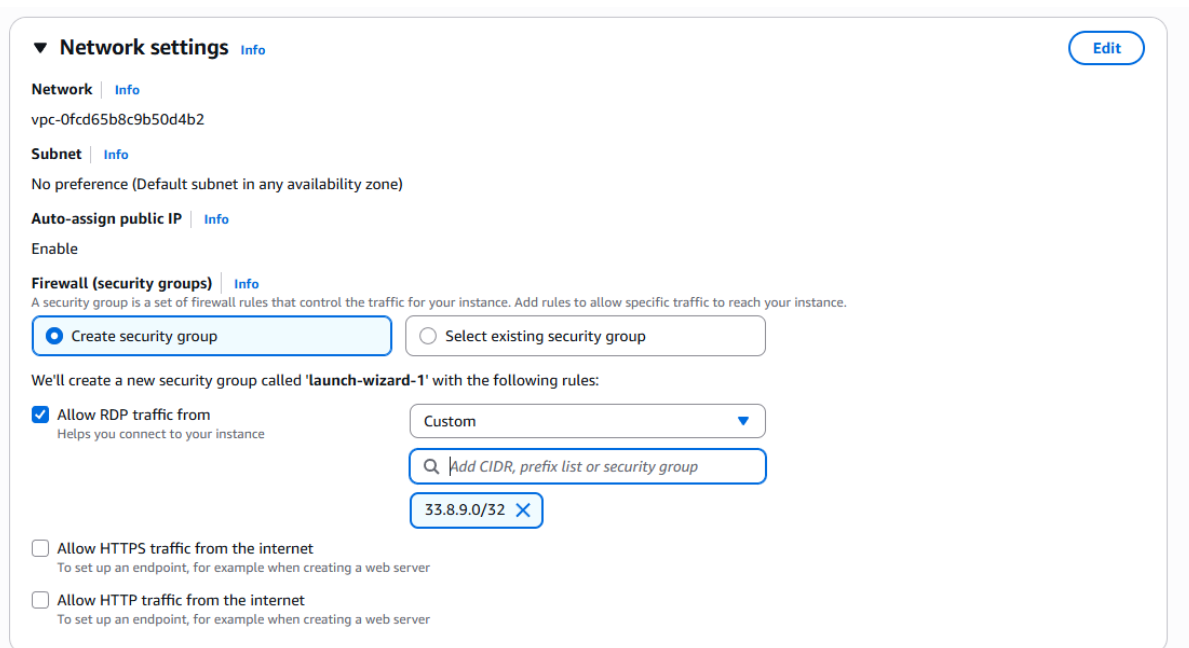 Network settings Info
Edit
Network Info
vpc-0fcd65b8c9b50d4b2
Subnet Info
No preference (Default subnet in any availability zone)
Auto-assign public IP Info
Enable
Firewall (security groups) Info
A security group is a set of firewall rules that control the traffic for your instance. Add rules to allow specific traffic to reach your instance.
Create security group
Select existing security group
We'll create a new security group called 'launch-wizard-1' with the following rules:
Allow RDP traffic from
Helps you connect to your instance
Custom
Add CIDR, prefix list or security group
33.8.9.0/32
Allow HTTPS traffic from the internet
To set up an endpoint, for example when creating a web server
Allow HTTP traffic from the internet
To set up an endpoint, for example when creating a web server